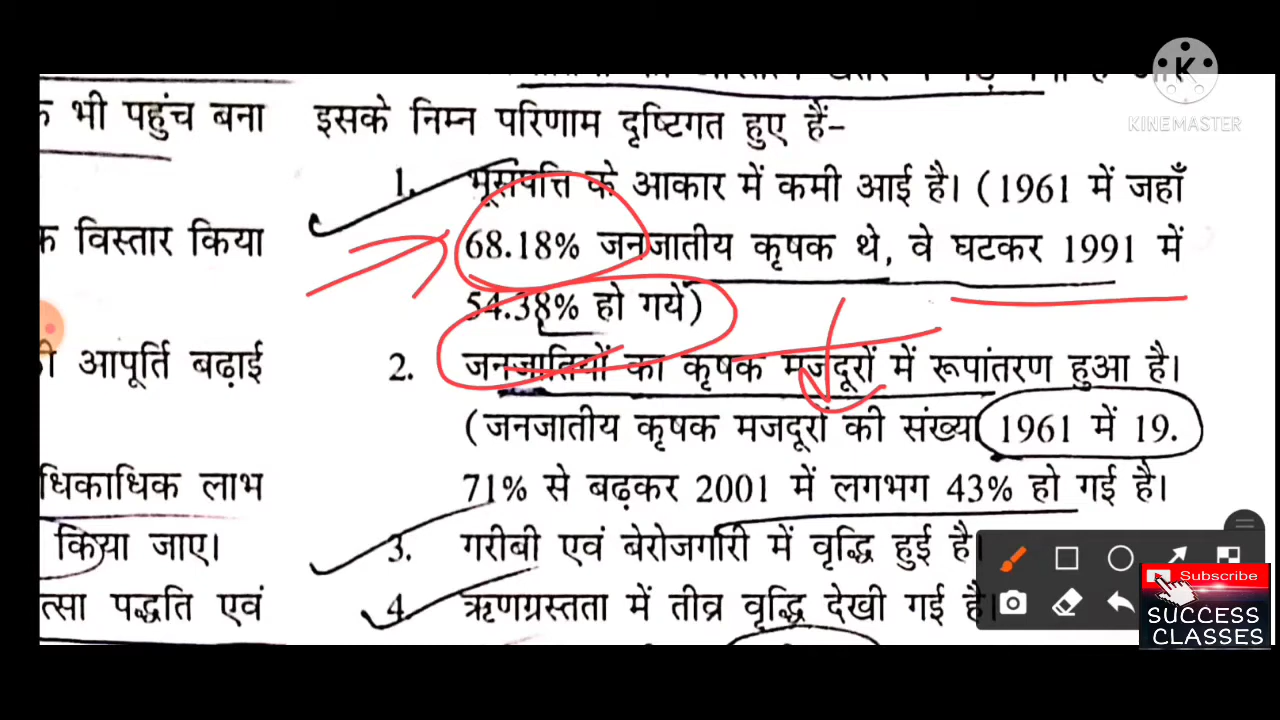 KINEMASTER
क भी पहुंच बना
इसके निम्न परिणाम दृष्टिगत हुए हैं-
1. भूसंपत्ति के आकार में कमी आई है। (1961 में जहाँ
क विस्तार किया
68.18% जनजातीय कृषक थे, वे घटकर 1991 में
54.38% हो गये)
आपूर्ति बढ़ाई
2. जनजातियों का कृषक मजदूरों में रूपांतरण हुआ है।
(जनजातीय कृषक मजदूरों की संख्या 1961 में 19.
धिकाधिक लाभ
71% से बढ़कर 2001 में लगभग 43% हो गई है।
किया जाए।
3. गरीबी एवं बेरोजगारी में वृद्धि हुई है।
त्सा पद्धति एवं
4. ऋणग्रस्तता में तीव्र वृद्धि देखी गई है।
Subscribe
SUCCESS
CLASSES